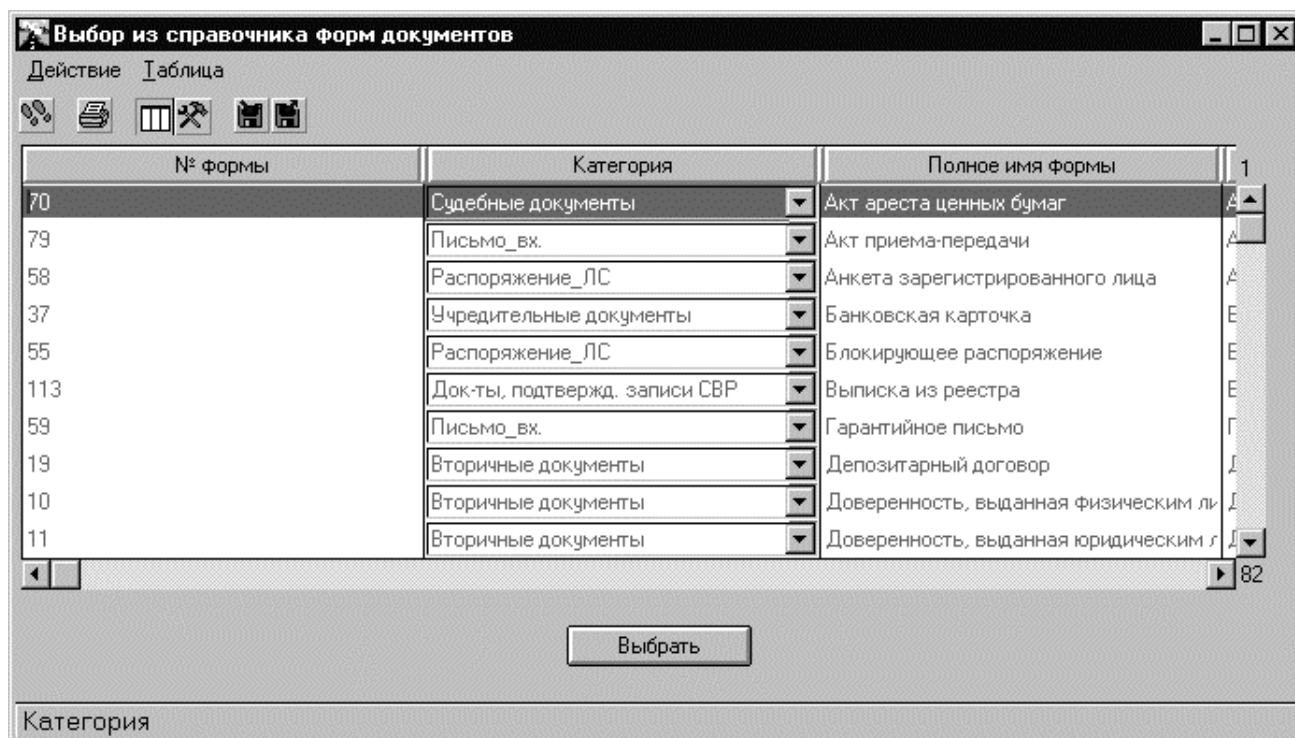 Выбор из справочника форм документов
Действие Таблица
№ формы Категория Полное имя формы 1
70 Судебные документы Акт ареста ценных бумаг
79 Письмо_вх. Акт приема-передачи
58 Распоряжение_ЛС Анкета зарегистрированного лица
37 Учредительные документы Банковская карточка
55 Распоряжение_ЛС Блокирующее распоряжение
113 Док-ты, подтвержд. записи СВР Выписка из реестра
59 Письмо_вх. Гарантийное письмо
19 Вторичные документы Депозитарный договор
10 Вторичные документы Доверенность, выданная физическим
11 Вторичные документы Доверенность, выданная юридическим
82
Выбрать
Категория